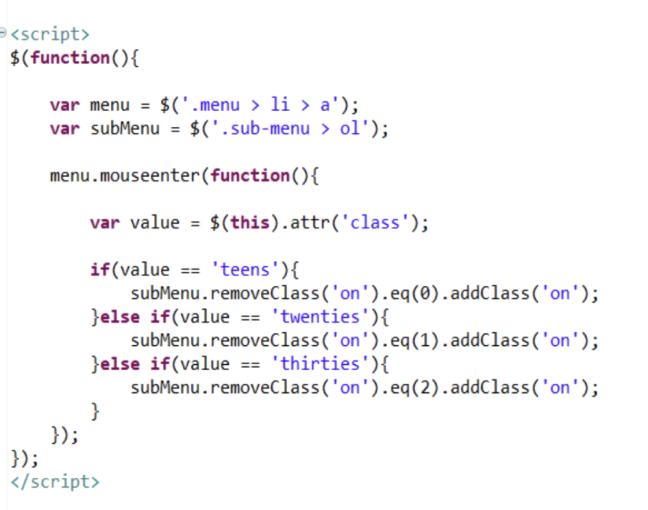 <script>
$(function(){
var menu = $('.menu > li > a');
var subMenu = $('.sub-menu > ol');
menu.mouseenter(function(){
var value = $(this).attr('class');
if(value == 'teens'){
subMenu.removeClass('on').eq(0).addClass('on');
}else if(value == 'twenties'){
subMenu.removeClass('on').eq(1).addClass('on');
}else if(value == 'thirties'){
subMenu.removeClass('on').eq(2).addClass('on');
}
});
});
</script>